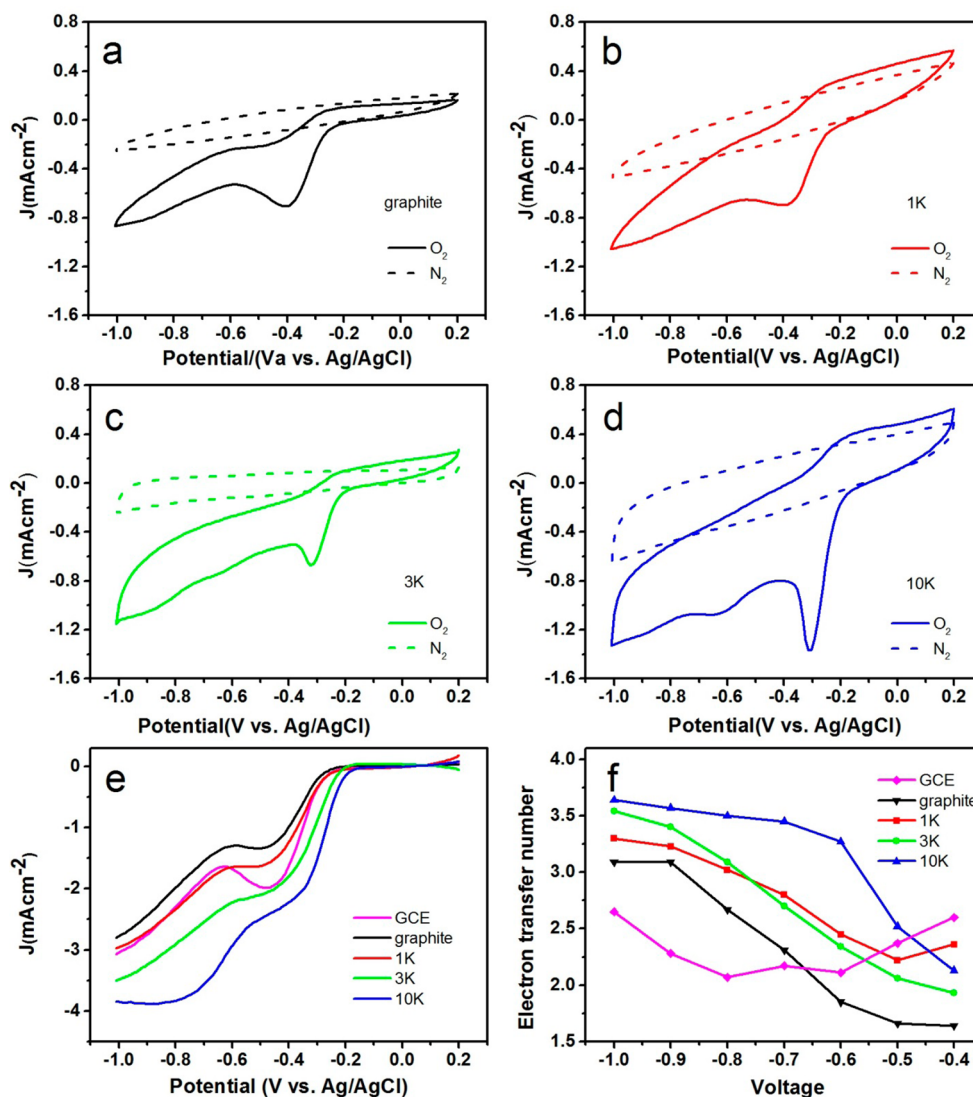 a
J(mAcm-2)
0.8
0.4
0.0
-0.4
-0.8
-1.2
-1.6
graphite
O2
N2
-1.0 -0.8 -0.6 -0.4 -0.2 0.0 0.2
Potential/(Va vs. Ag/AgCl)
b
J(mAcm-2)
0.8
0.4
0.0
-0.4
-0.8
-1.2
-1.6
1K
O2
N2
-1.0 -0.8 -0.6 -0.4 -0.2 0.0 0.2
Potential(V vs. Ag/AgCl)
c
J(mAcm-2)
0.8
0.4
0.0
-0.4
-0.8
-1.2
-1.6
3K
O2
N2
-1.0 -0.8 -0.6 -0.4 -0.2 0.0 0.2
Potential(V vs. Ag/AgCl)
d
J(mAcm-2)
0.8
0.4
0.0
-0.4
-0.8
-1.2
-1.6
10K
O2
N2
-1.0 -0.8 -0.6 -0.4 -0.2 0.0 0.2
Potential(V vs. Ag/AgCl)
e
J(mAcm-2)
0
-1
-2
-3
-4
GCE
graphite
1K
3K
10K
-1.0 -0.8 -0.6 -0.4 -0.2 0.0 0.2
Potential (V vs. Ag/AgCl)
f
Electron transfer number
4.0
3.5
3.0
2.5
2.0
1.5
GCE
graphite
1K
3K
10K
-1.0 -0.9 -0.8 -0.7 -0.6 -0.5 -0.4
Voltage